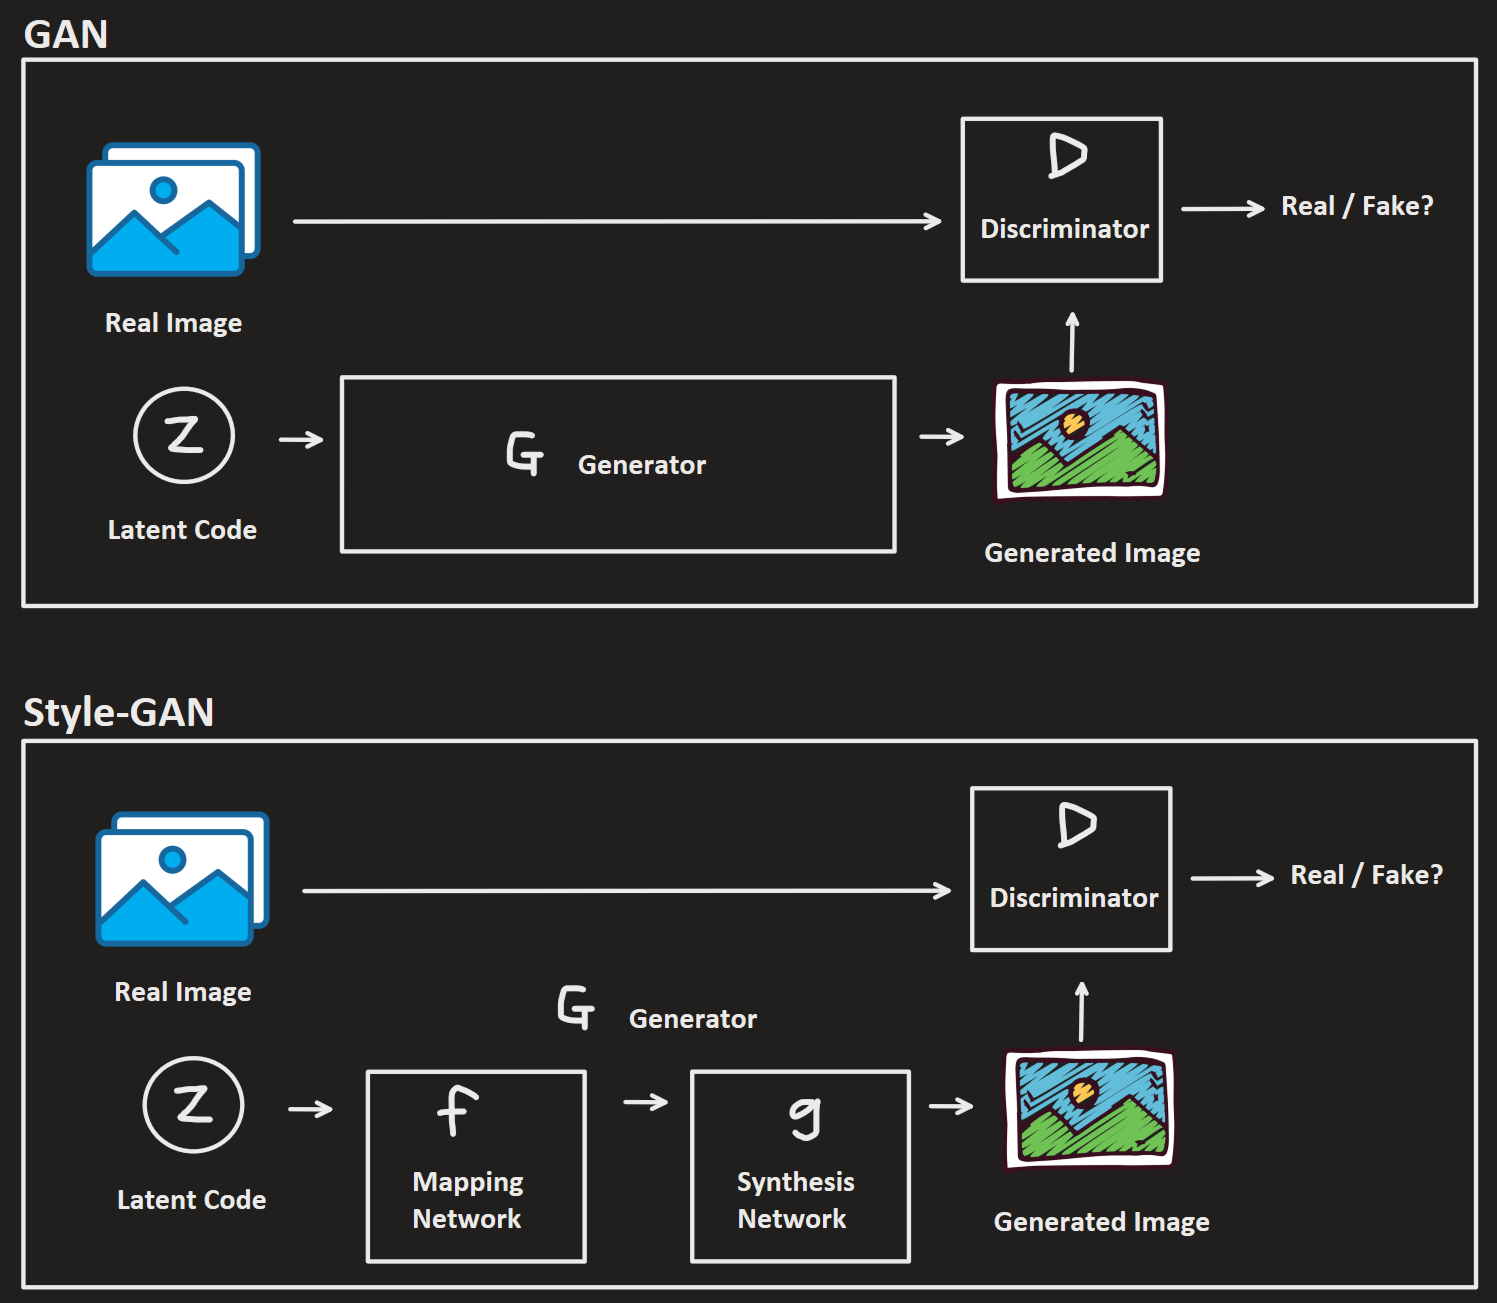 GAN
D
Discriminator
Real / Fake?
Real Image
Z
Latent Code
G Generator
Generated Image
Style-GAN
D
Discriminator
Real / Fake?
Real Image
G Generator
Z
Latent Code
f
Mapping
Network
g
Synthesis
Network
Generated Image